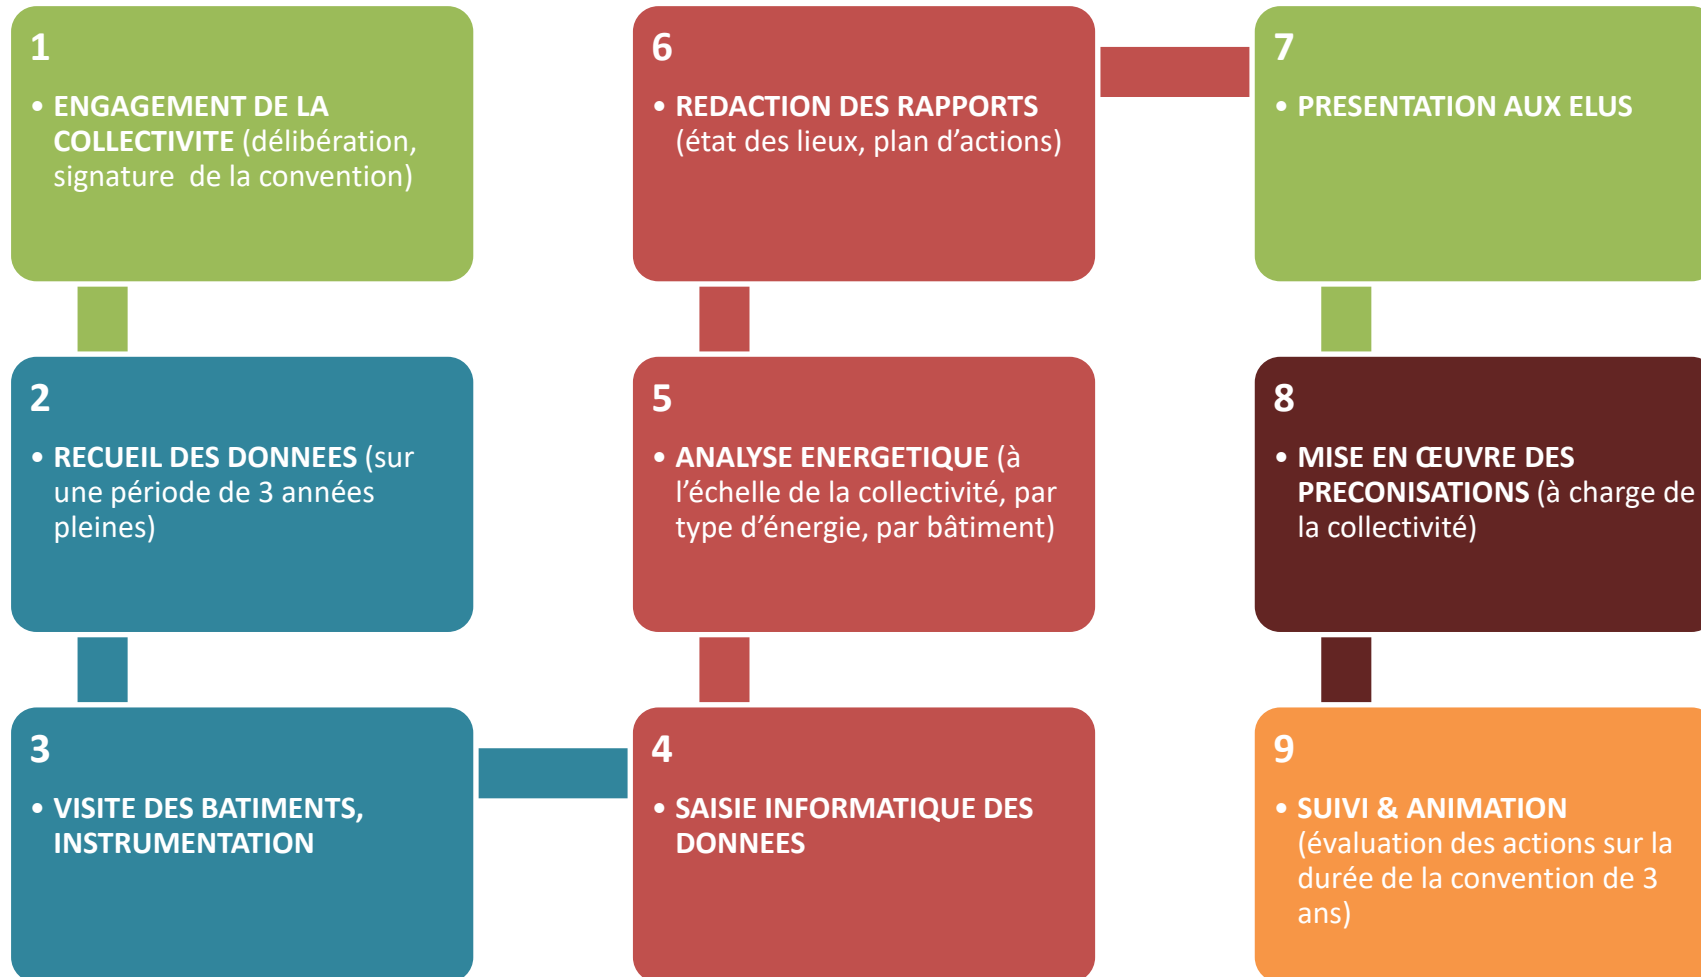 1
• ENGAGEMENT DE LA
COLLECTIVITE (délibération,
signature  de la convention)
2
• RECUEIL DES DONNEES (sur
une période de 3 années
pleines)
3
• VISITE DES BATIMENTS,
INSTRUMENTATION
4
• SAISIE INFORMATIQUE DES
DONNEES
5
• ANALYSE ENERGETIQUE (à
l’échelle de la collectivité, par
type d’énergie, par bâtiment)
6
• REDACTION DES RAPPORTS
(état des lieux, plan d’actions)
7
• PRESENTATION AUX ELUS
8
• MISE EN ŒUVRE DES
PRECONISATIONS (à charge de
la collectivité)
9
• SUIVI & ANIMATION
(évaluation des actions sur la
durée de la convention de 3
ans)